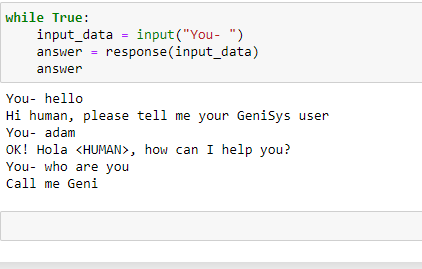 while True:
    input_data = input("You- ")
    answer = response(input_data)
    answer
You- hello
Hi human, please tell me your GeniSys user
You- adam
OK! Hola <HUMAN>, how can I help you?
You- who are you
Call me Geni